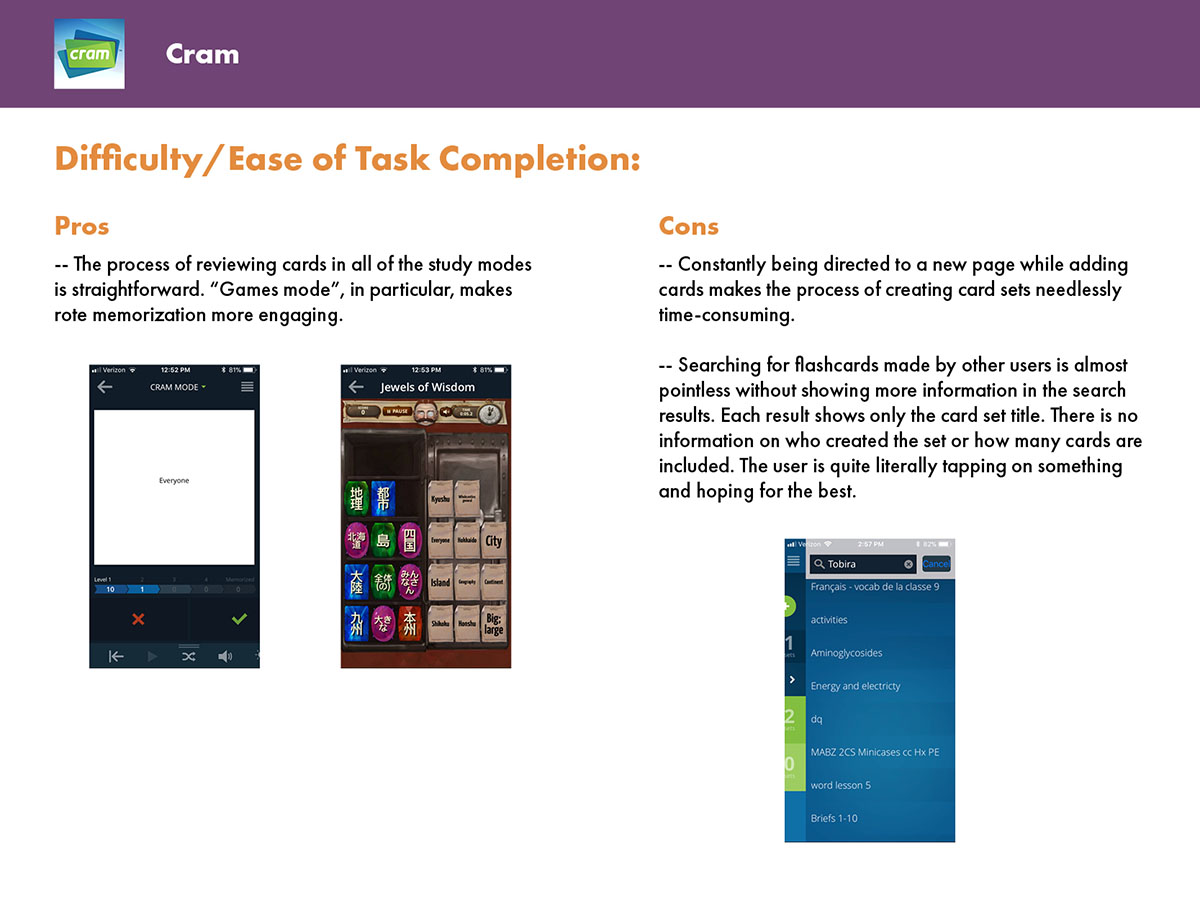 cram
Cram
Difficulty/Ease of Task Completion:
Pros
-- The process of reviewing cards in all of the study modes
is straightforward. “Games mode”, in particular, makes
rote memorization more engaging.
Verizon 12:52 PM 81%
CRAM MODE
Everyone
Level 1 2 3 4 Memorized
10 1 0 0 0
Verizon 12:53 PM 81%
Jewels of Wisdom
0 PAUSE TIME
地理 都市 Kyushu
北海道 島 四国 Everyone Hokkaido City
大陸 全体(の) みなさん Island Geography Continent
九州 大きな 本州 Shikoku Honshu Big; large
Cons
-- Constantly being directed to a new page while adding
cards makes the process of creating card sets needlessly
time-consuming.
-- Searching for flashcards made by other users is almost
pointless without showing more information in the search
results. Each result shows only the card set title. There is no
information on who created the set or how many cards are
included. The user is quite literally tapping on something
and hoping for the best.
Verizon 2:57 PM 82%
Tobira Cancel
Français - vocab de la classe 9
activities
1
sets
Aminoglycosides
Energy and electricty
2
sets
dq
MABZ 2CS Minicases cc Hx PE
0
sets
word lesson 5
Briefs 1-10